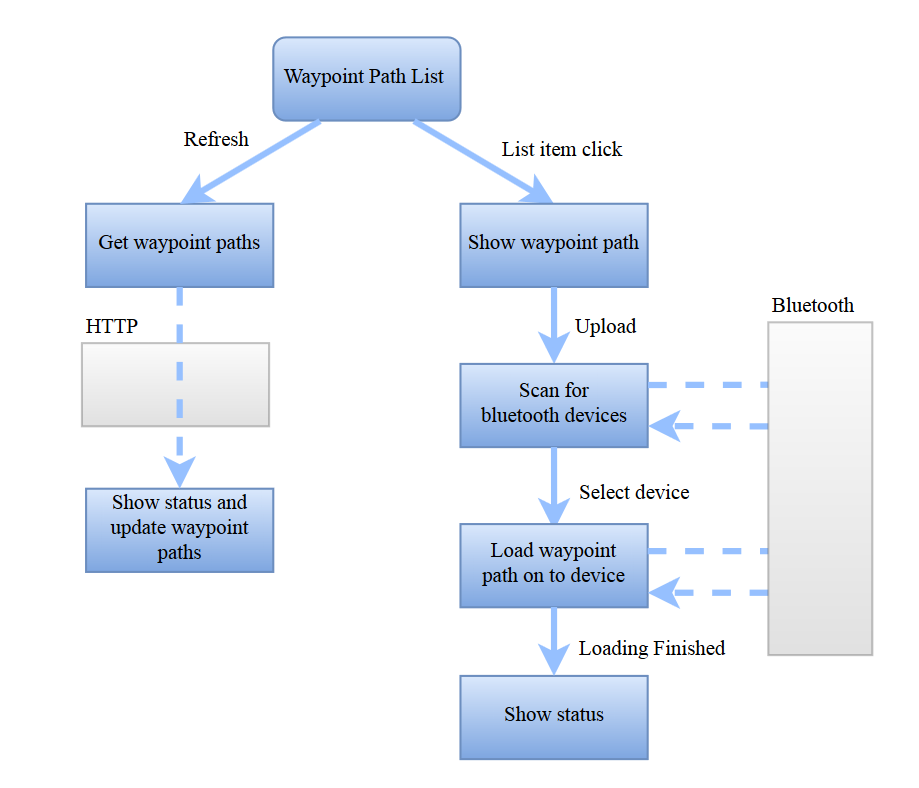 Waypoint Path List
Refresh
List item click
Get waypoint paths
Show waypoint path
Bluetooth
HTTP
Upload
Scan for
bluetooth devices
Select device
Show status and
update waypoint
paths
Load waypoint
path on to device
Loading Finished
Show status